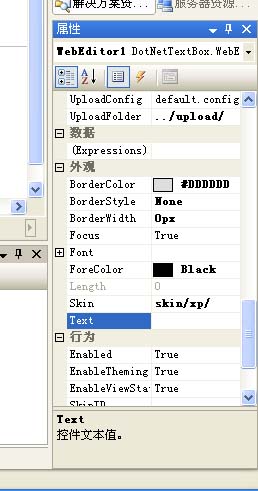 解决方案资... 服务器资源...
属性
WebEditor1 DotNetTextBox.WebE
UploadConfig default.config
UploadFolder ../upload/
数据
(Expressions)
外观
BorderColor #DDDDDD
BorderStyle None
BorderWidth 0px
Focus True
Font
ForeColor Black
Length 0
Skin skin/xp/
Text
行为
Enabled True
EnableTheming True
EnableViewSta True
SkinID
Text
控件文本值。